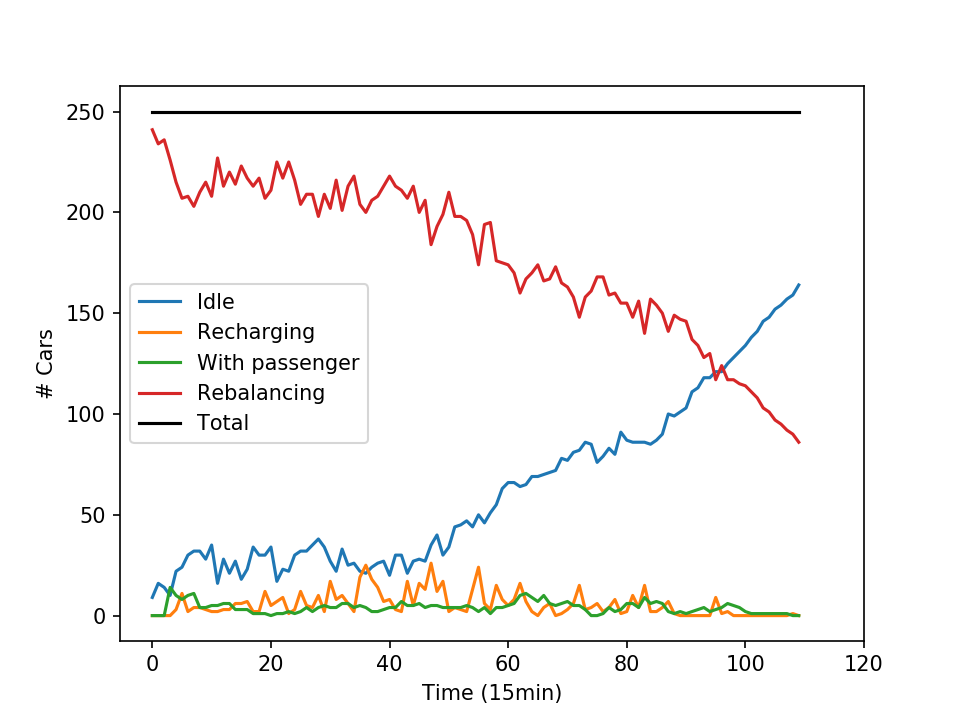 250
200
150
100
50
0
# Cars
Idle
Recharging
With passenger
Rebalancing
Total
0 20 40 60 80 100 120
Time (15min)